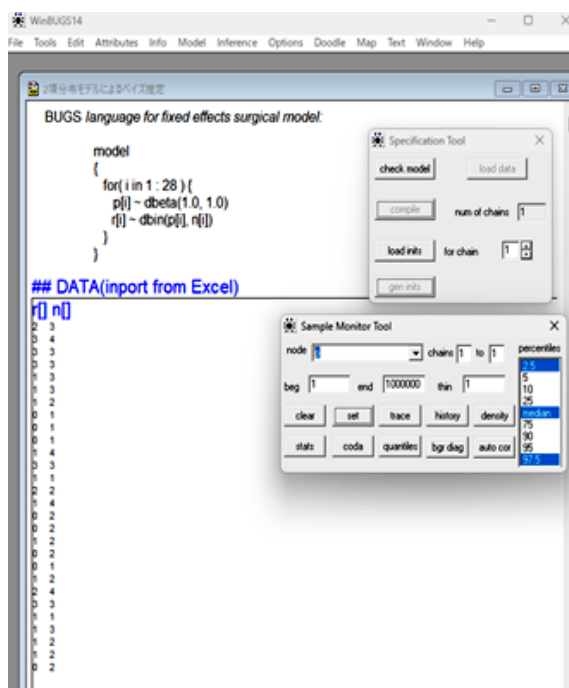 WinBUGS14
File Tools Edit Attributes Info Model Inference Options Doodle Map Text Window Help
2項分布モデルによるベイズ推定
BUGS language for fixed effects surgical model:
model
{
for( i in 1 : 28 ) {
p[i] ~ dbeta(1.0, 1.0)
r[i] ~ dbin(p[i], n[i])
}
}
## DATA(inport from Excel)
r[] n[]
2 3
4
3
3
1 3
1 3
1 2
0 1
0 1
0 1
1 4
3
1 1
2 2
1 4
0 2
0 2
1 2
0 2
0 1
1 2
2 4
3
1 1
1 3
1 2
1 2
0 2
Specification Tool
check model load data
compile num of chains 1
load inits for chain 1
gen inits
Sample Monitor Tool
node p chains 1 to 1 percentiles
beg 1 end 1000000 thin 1
clear set trace history density
stats coda quantiles bgr diag auto cor
2.5
5
10
25
median
75
90
95
97.5